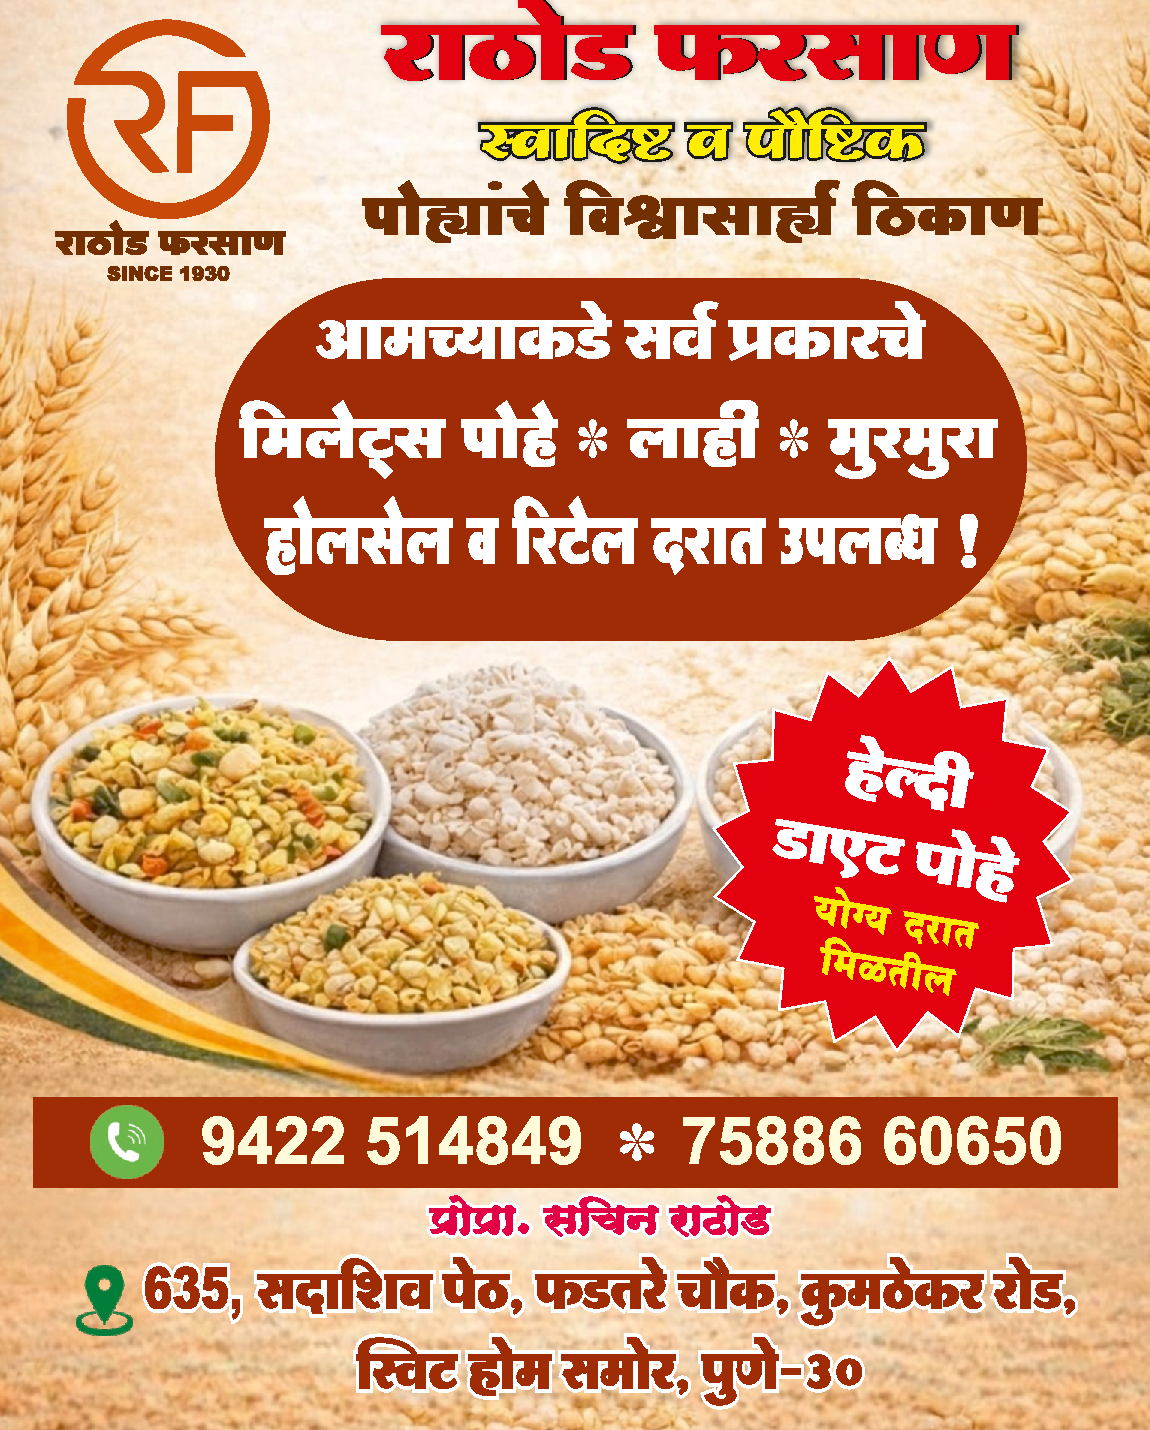 RF
राठोड फरसाण
SINCE 1930
राठोड फरसाण
स्वादिष्ट व पौष्टिक
पोह्यांचे विश्वासार्ह्य ठिकाण
आमच्याकडे सर्व प्रकारचे
मिलेट्स पोहे * लाही * मुरमुरा
होलसेल व रिटेल दरात उपलब्ध !
हेल्दी
डाएट पोहे
योग्य दरात
मिळतील
9422 514849 * 75886 60650
प्रोप्रा. सचिन राठोड
635, सदाशिव पेठ, फडतरे चौक, कुमठेकर रोड,
स्विट होम समोर, पुणे-३०